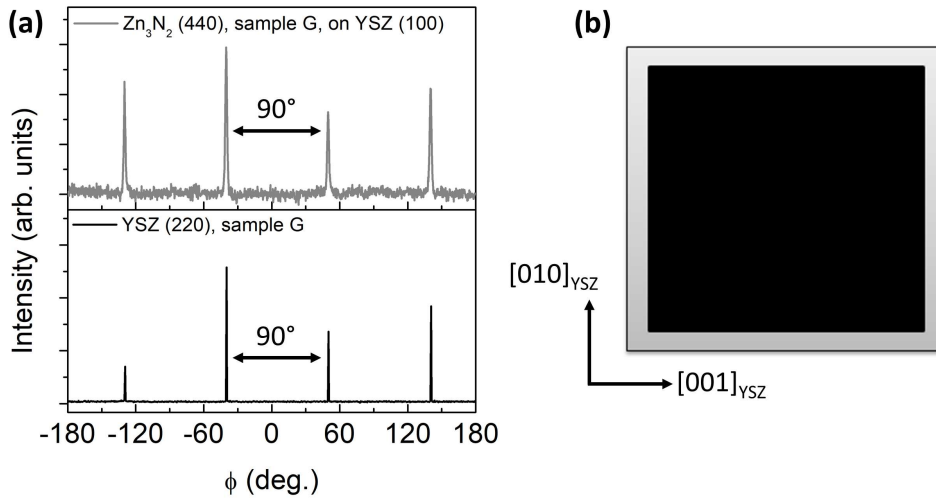 (a)
Zn₃N₂ (440), sample G, on YSZ (100)
90°
YSZ (220), sample G
90°
Intensity (arb. units)
-180 -120 -60 0 60 120 180
ϕ (deg.)
(b)
[010]YSZ
[001]YSZ